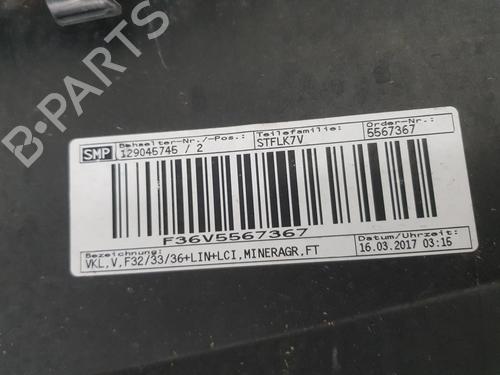 B-PARTS
SMP
Behaelter-Nr./-Pos.:
129045745 / 2
Teilefamilie:
STFLK7V
Order-Nr.:
5567367
F36V5567367
Bezeichnung:
VKL,V,F32/33/36+LIN+LCI,MINERAGR,FT
Datum/Uhrzeit:
16.03.2017 03:15